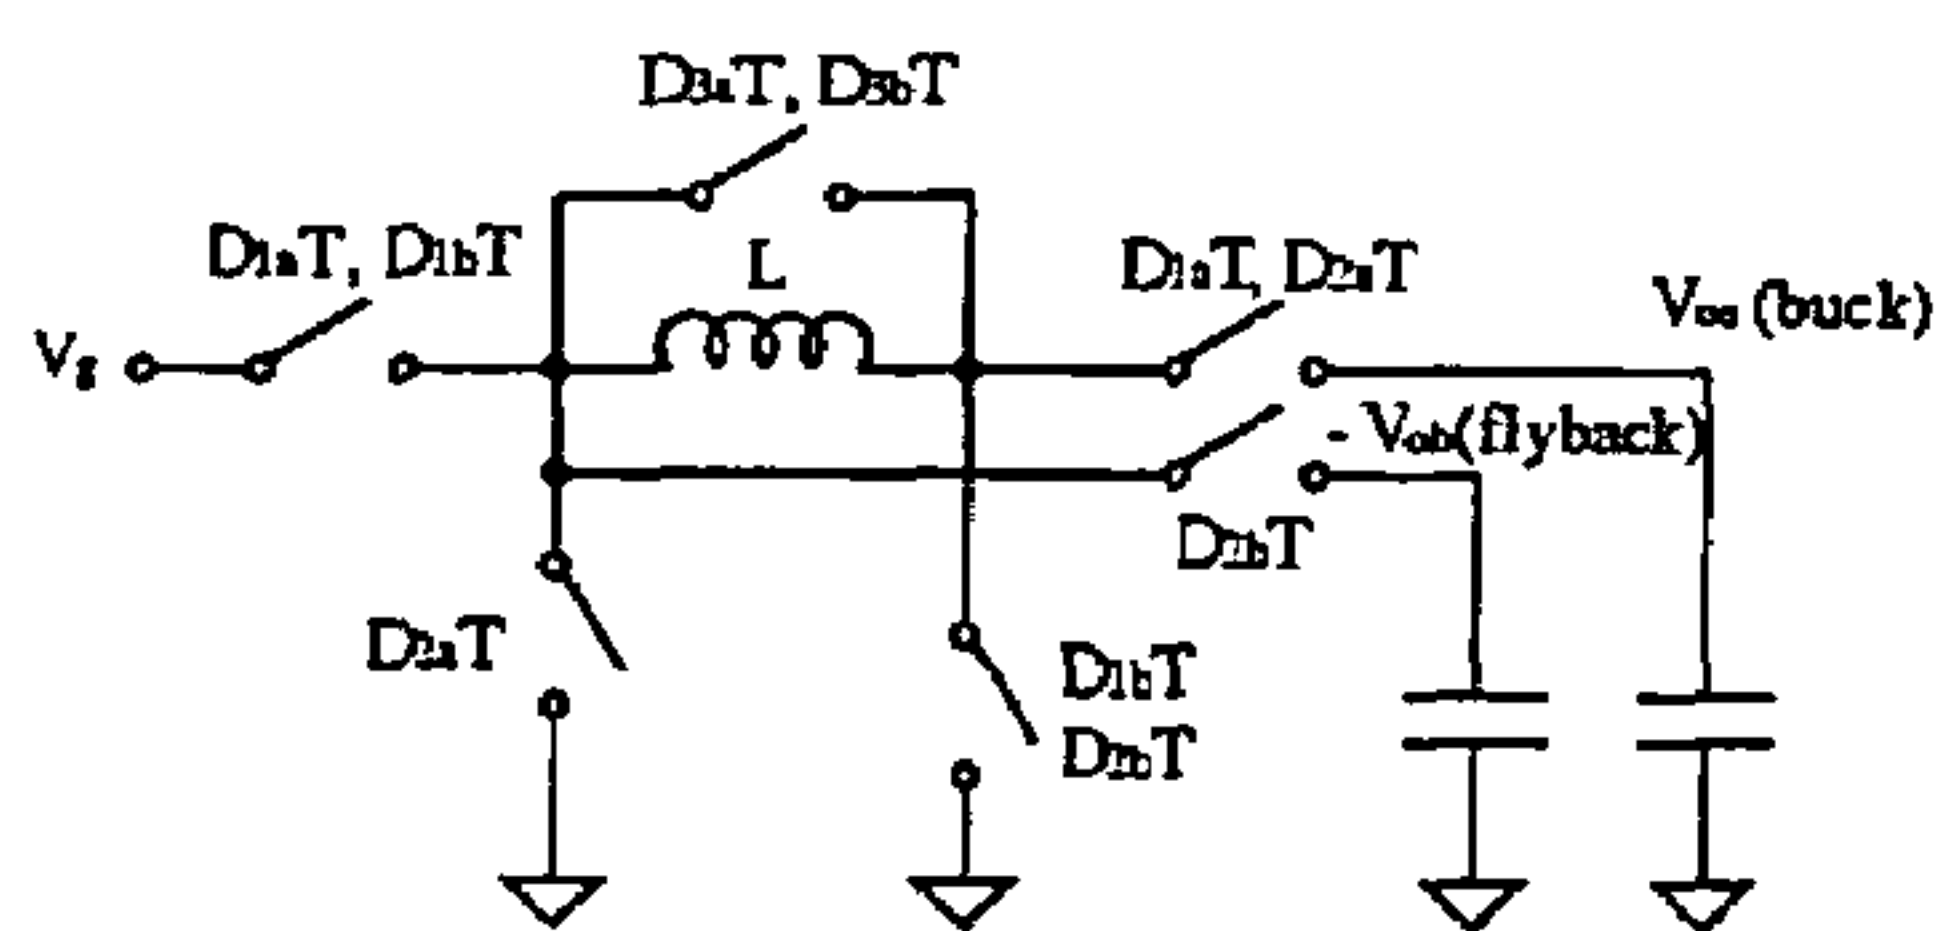 D3aT, D3bT
D1aT, D1bT
L
D1aT, D2aT
Voa (buck)
Vg
- Vob(flyback)
D2bT
D2aT
D1bT
D2bT